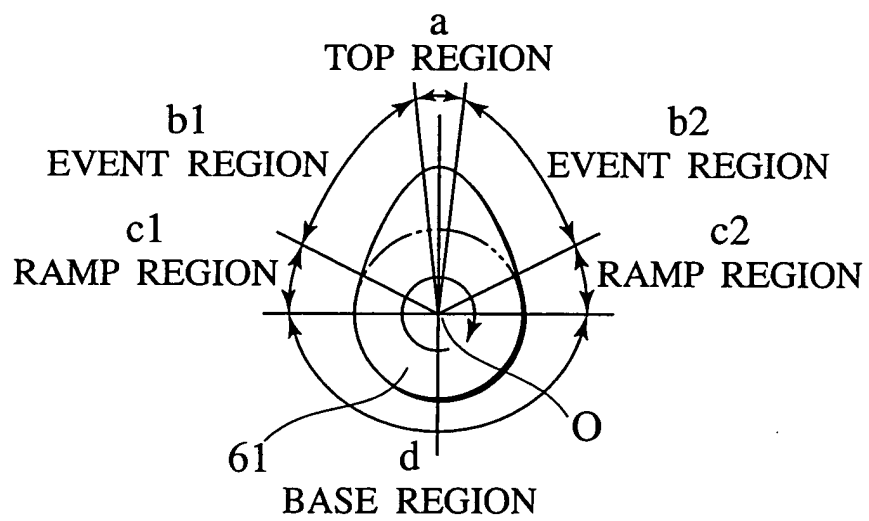 a
TOP REGION
b1
EVENT REGION
b2
EVENT REGION
c1
RAMP REGION
c2
RAMP REGION
61
d
BASE REGION
O